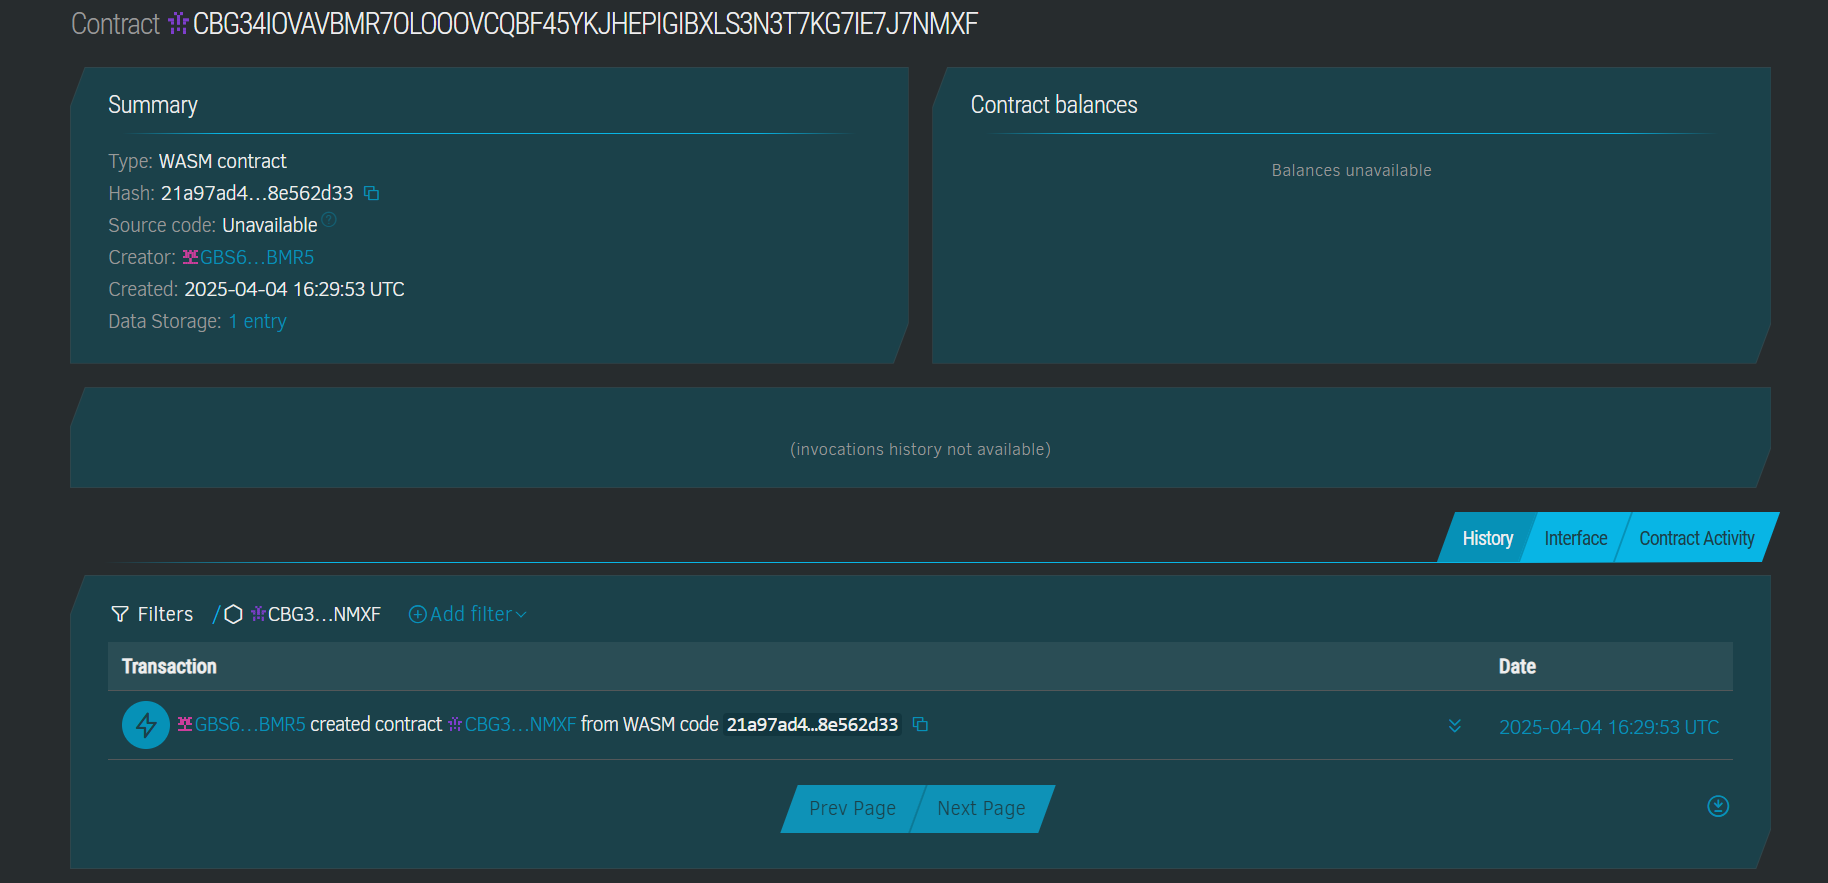 Contract CBG34IOVAVBMR7OLOOOVCQBF45YKJHEPIGIBXLS3N3T7KG7IE7J7NMXF
Summary
Type: WASM contract
Hash: 21a97ad4…8e562d33
Source code: Unavailable
Creator: GBS6…BMR5
Created: 2025-04-04 16:29:53 UTC
Data Storage: 1 entry
Contract balances
Balances unavailable
(invocations history not available)
History Interface Contract Activity
Filters / CBG3…NMXF Add filter
Transaction Date
GBS6…BMR5 created contract CBG3…NMXF from WASM code 21a97ad4...8e562d33 2025-04-04 16:29:53 UTC
Prev Page Next Page